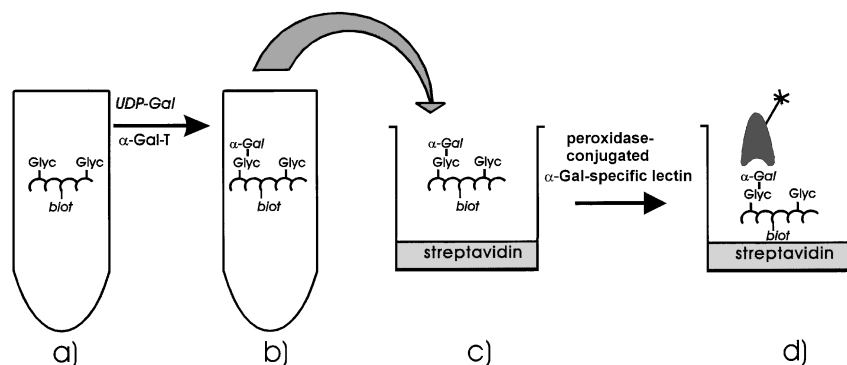 UDP-Gal
α-Gal-T
Glyc Glyc
biot
a)
α-Gal
Glyc Glyc
biot
b)
α-Gal
Glyc Glyc
biot
streptavidin
c)
peroxidase-
conjugated
α-Gal-specific lectin
α-Gal
Glyc Glyc
biot
streptavidin
d)